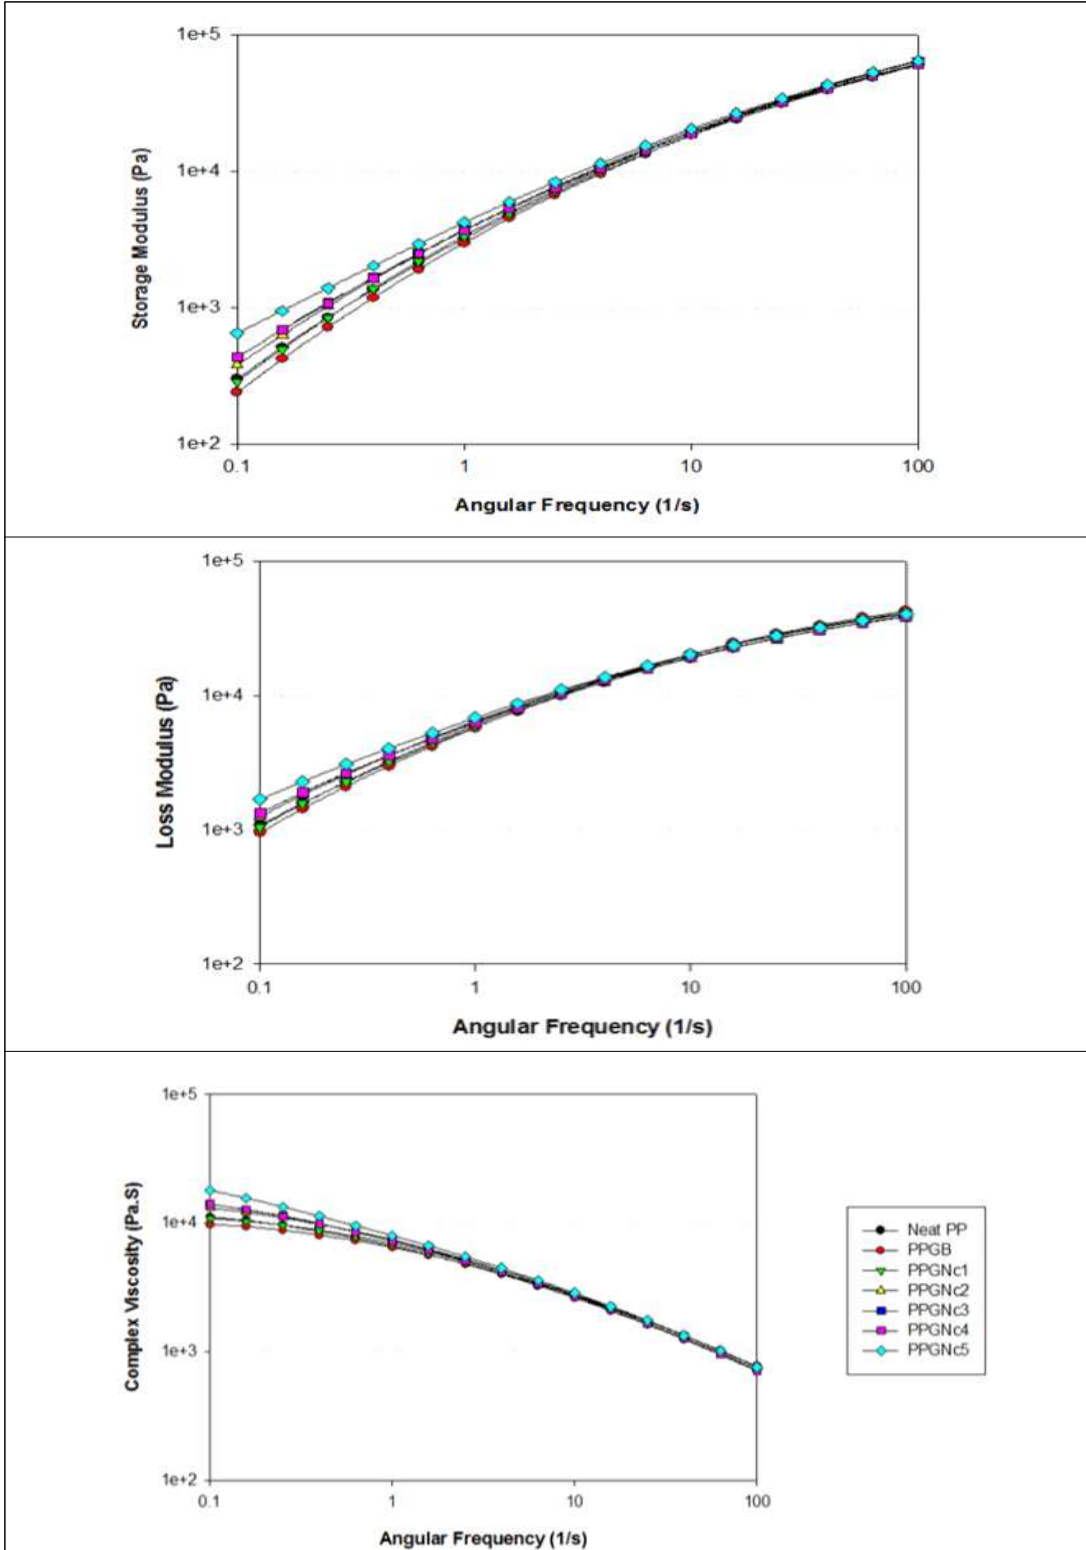 1e+5
1e+4
1e+3
1e+2
Storage Modulus (Pa)
0.1 1 10 100
Angular Frequency (1/s)
1e+5
1e+4
1e+3
1e+2
Loss Modulus (Pa)
0.1 1 10 100
Angular Frequency (1/s)
1e+5
1e+4
1e+3
1e+2
Complex Viscosity (Pa.S)
0.1 1 10 100
Angular Frequency (1/s)
Neat PP
PPGB
PPGNc1
PPGNc2
PPGNc3
PPGNc4
PPGNc5